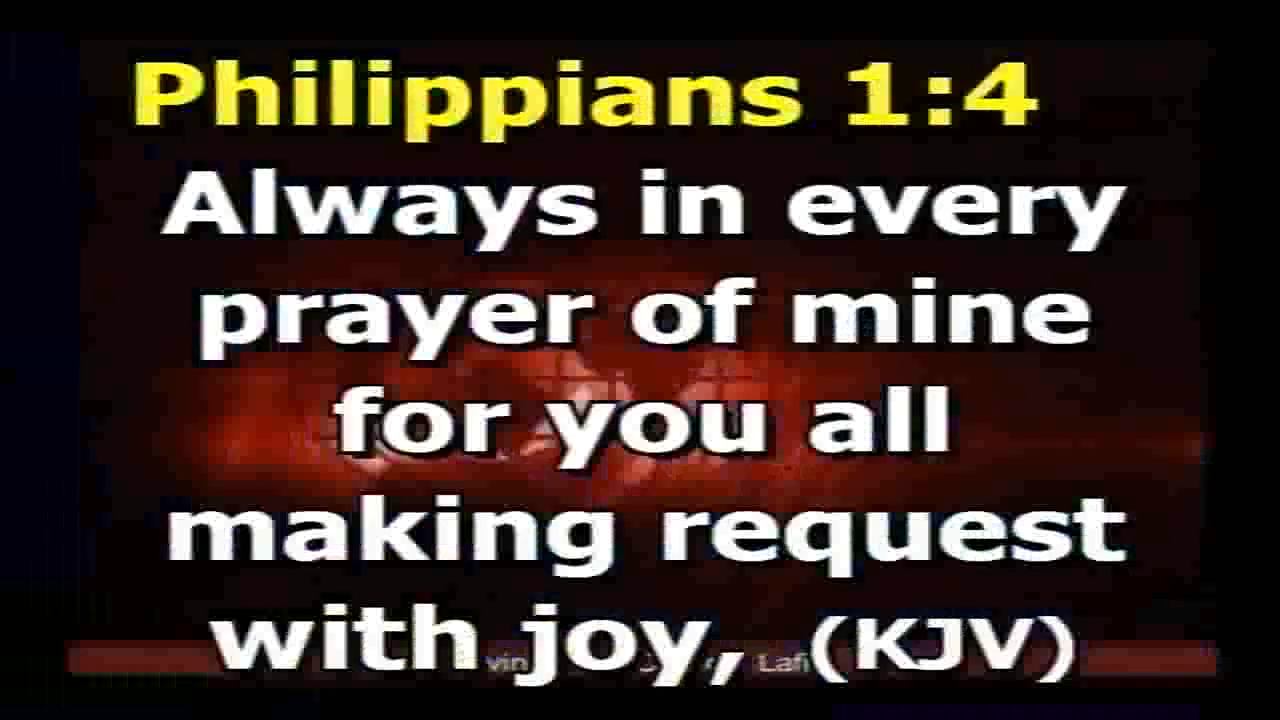 Philippians 1:4
Always in every
prayer of mine
for you all
making request
with joy, (KJV)